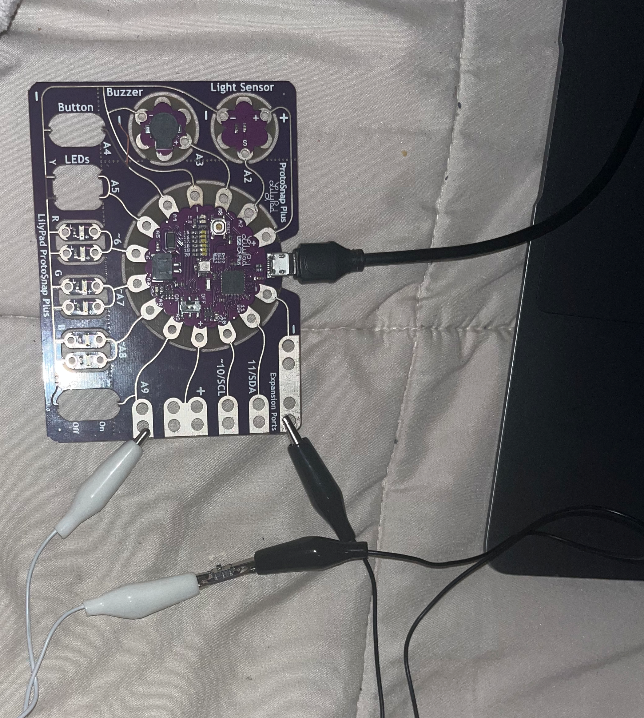 Buzzer
Light Sensor
Button
A4
A3
A2
LEDs
Y
A5
ProtoSnap Plus
LilyPad
R
~6
G
~A7
B
~A8
LilyPad ProtoSnap Plus
A9
+
~10/SCL
11/SDA
Expansion Ports
Off
On